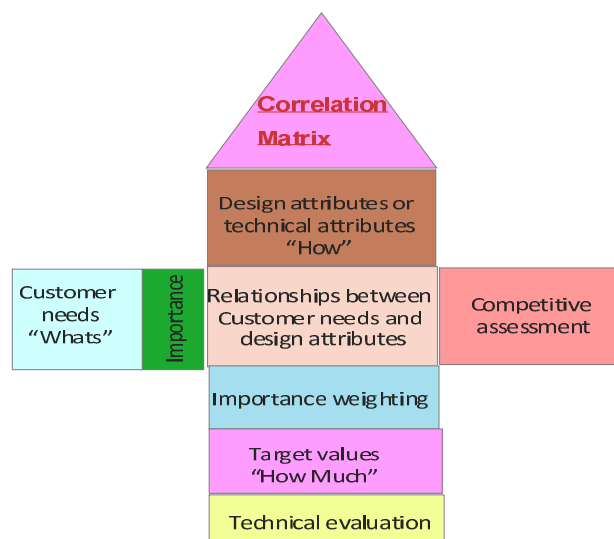 Correlation
Matrix
Design attributes or
technical attributes
“How”
Customer
needs
“Whats”
Importance
Relationships between
Customer needs and
design attributes
Competitive
assessment
Importance weighting
Target values
“How Much”
Technical evaluation